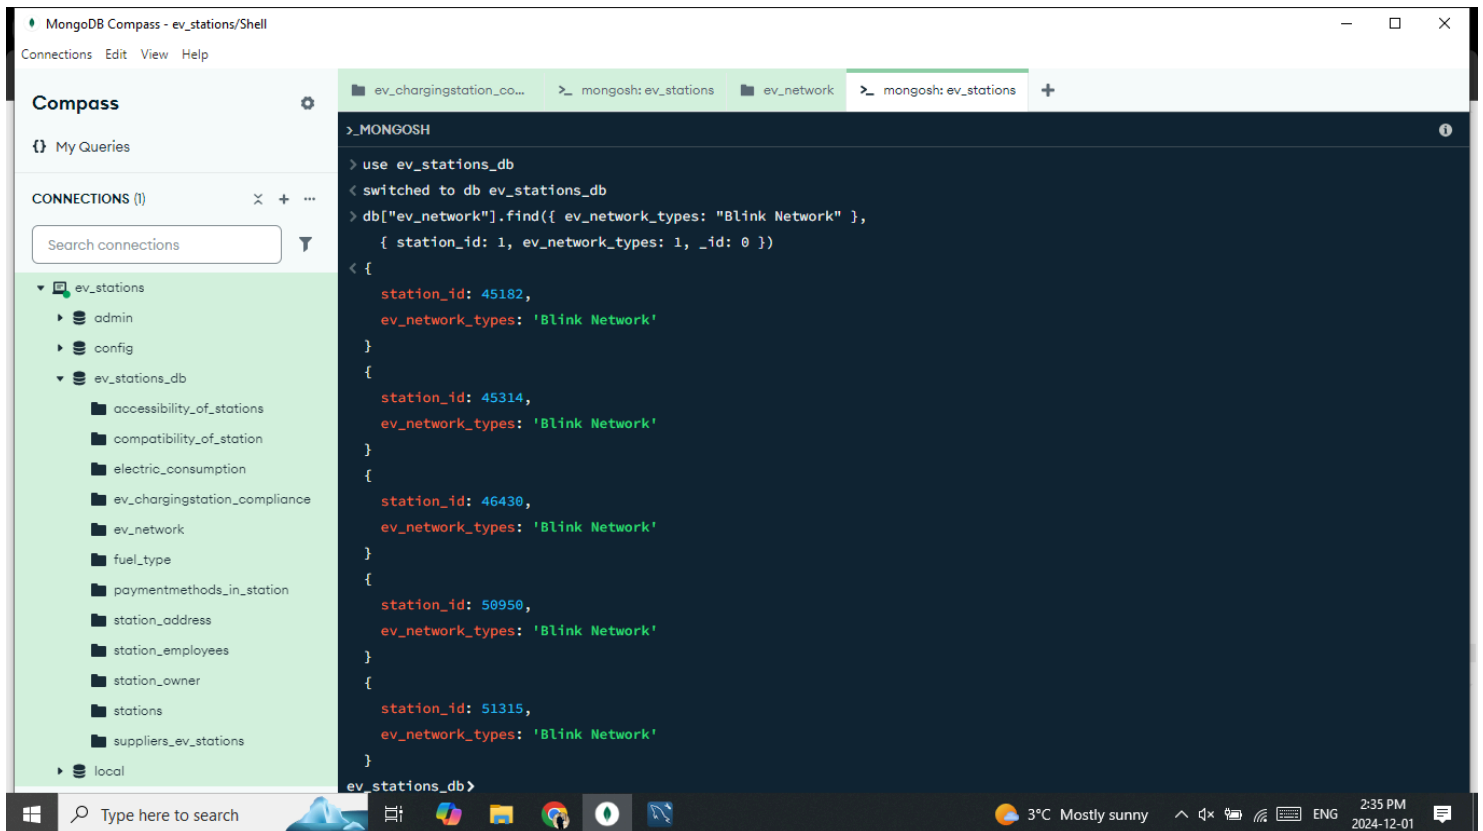 MongoDB Compass - ev_stations/Shell
Connections Edit View Help
Compass
{} My Queries
CONNECTIONS (1)
Search connections
ev_stations
admin
config
ev_stations_db
accessibility_of_stations
compatibility_of_station
electric_consumption
ev_chargingstation_compliance
ev_network
fuel_type
paymentmethods_in_station
station_address
station_employees
station_owner
stations
suppliers_ev_stations
local
ev_chargingstation_co... >_ mongosh: ev_stations ev_network >_ mongosh: ev_stations +
>_MONGOSH
> use ev_stations_db
< switched to db ev_stations_db
> db["ev_network"].find({ ev_network_types: "Blink Network" },
{ station_id: 1, ev_network_types: 1, _id: 0 })
< {
station_id: 45182,
ev_network_types: 'Blink Network'
}
{
station_id: 45314,
ev_network_types: 'Blink Network'
}
{
station_id: 46430,
ev_network_types: 'Blink Network'
}
{
station_id: 50950,
ev_network_types: 'Blink Network'
}
{
station_id: 51315,
ev_network_types: 'Blink Network'
}
ev_stations_db>
Type here to search
3°C Mostly sunny
ENG
2:35 PM
2024-12-01